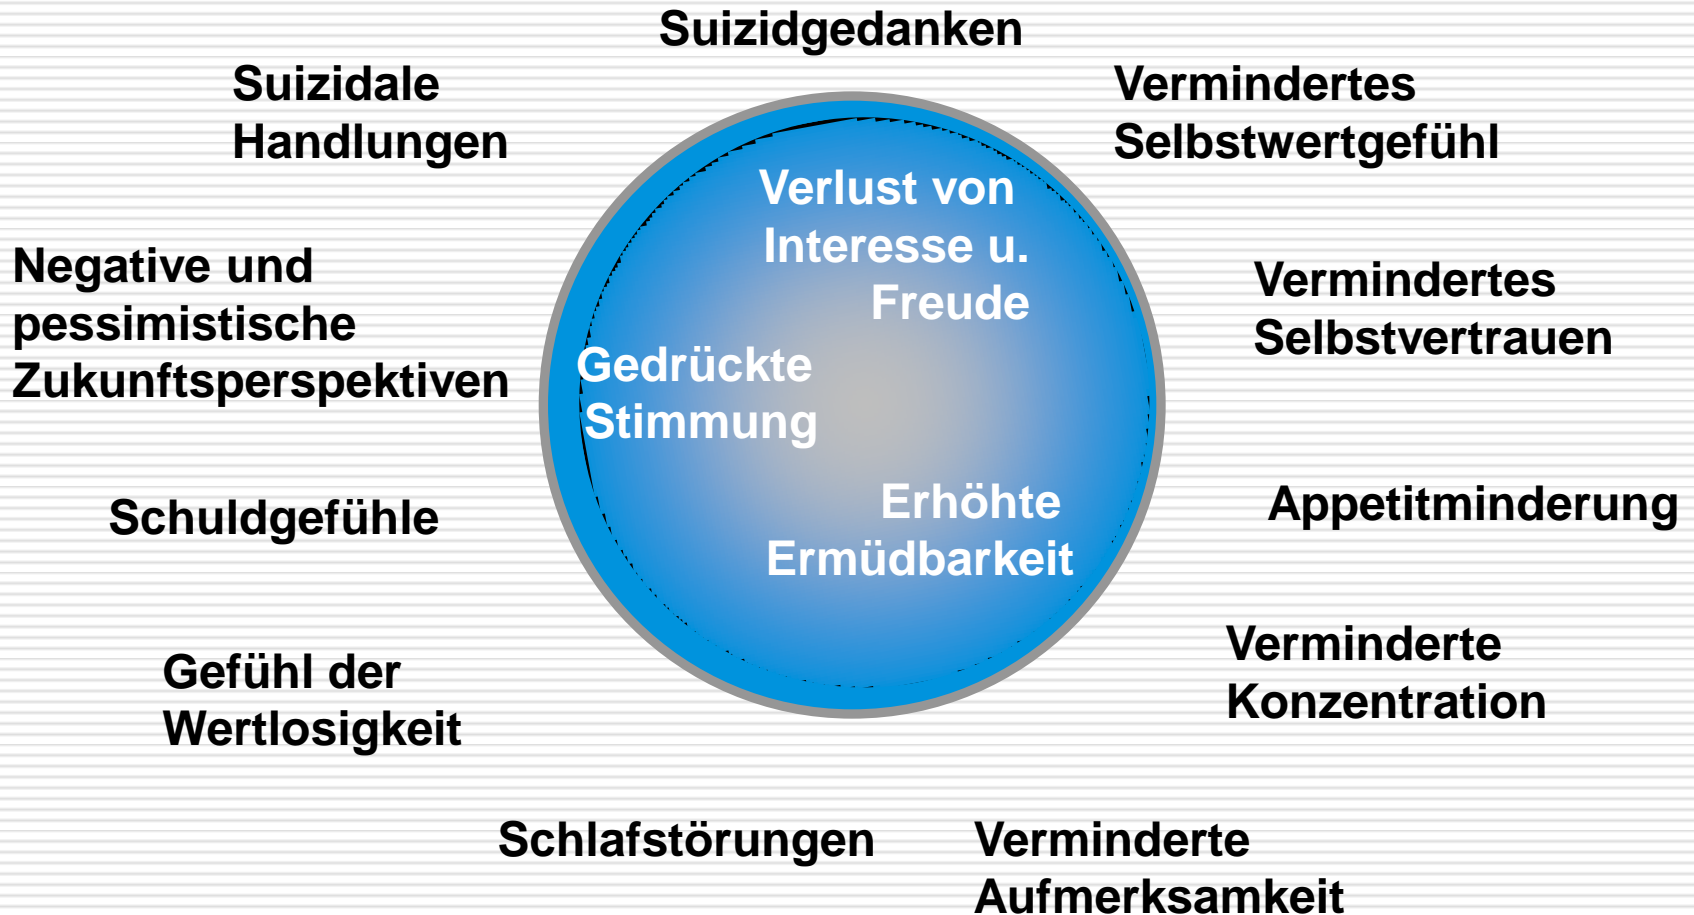 Suizidgedanken
Suizidale
Handlungen
Vermindertes
Selbstwertgefühl
Verlust von
Interesse u.
Freude
Negative und
pessimistische
Zukunftsperspektiven
Vermindertes
Selbstvertrauen
Gedrückte
Stimmung
Schuldgefühle
Erhöhte
Ermüdbarkeit
Appetitminderung
Gefühl der
Wertlosigkeit
Verminderte
Konzentration
Schlafstörungen
Verminderte
Aufmerksamkeit